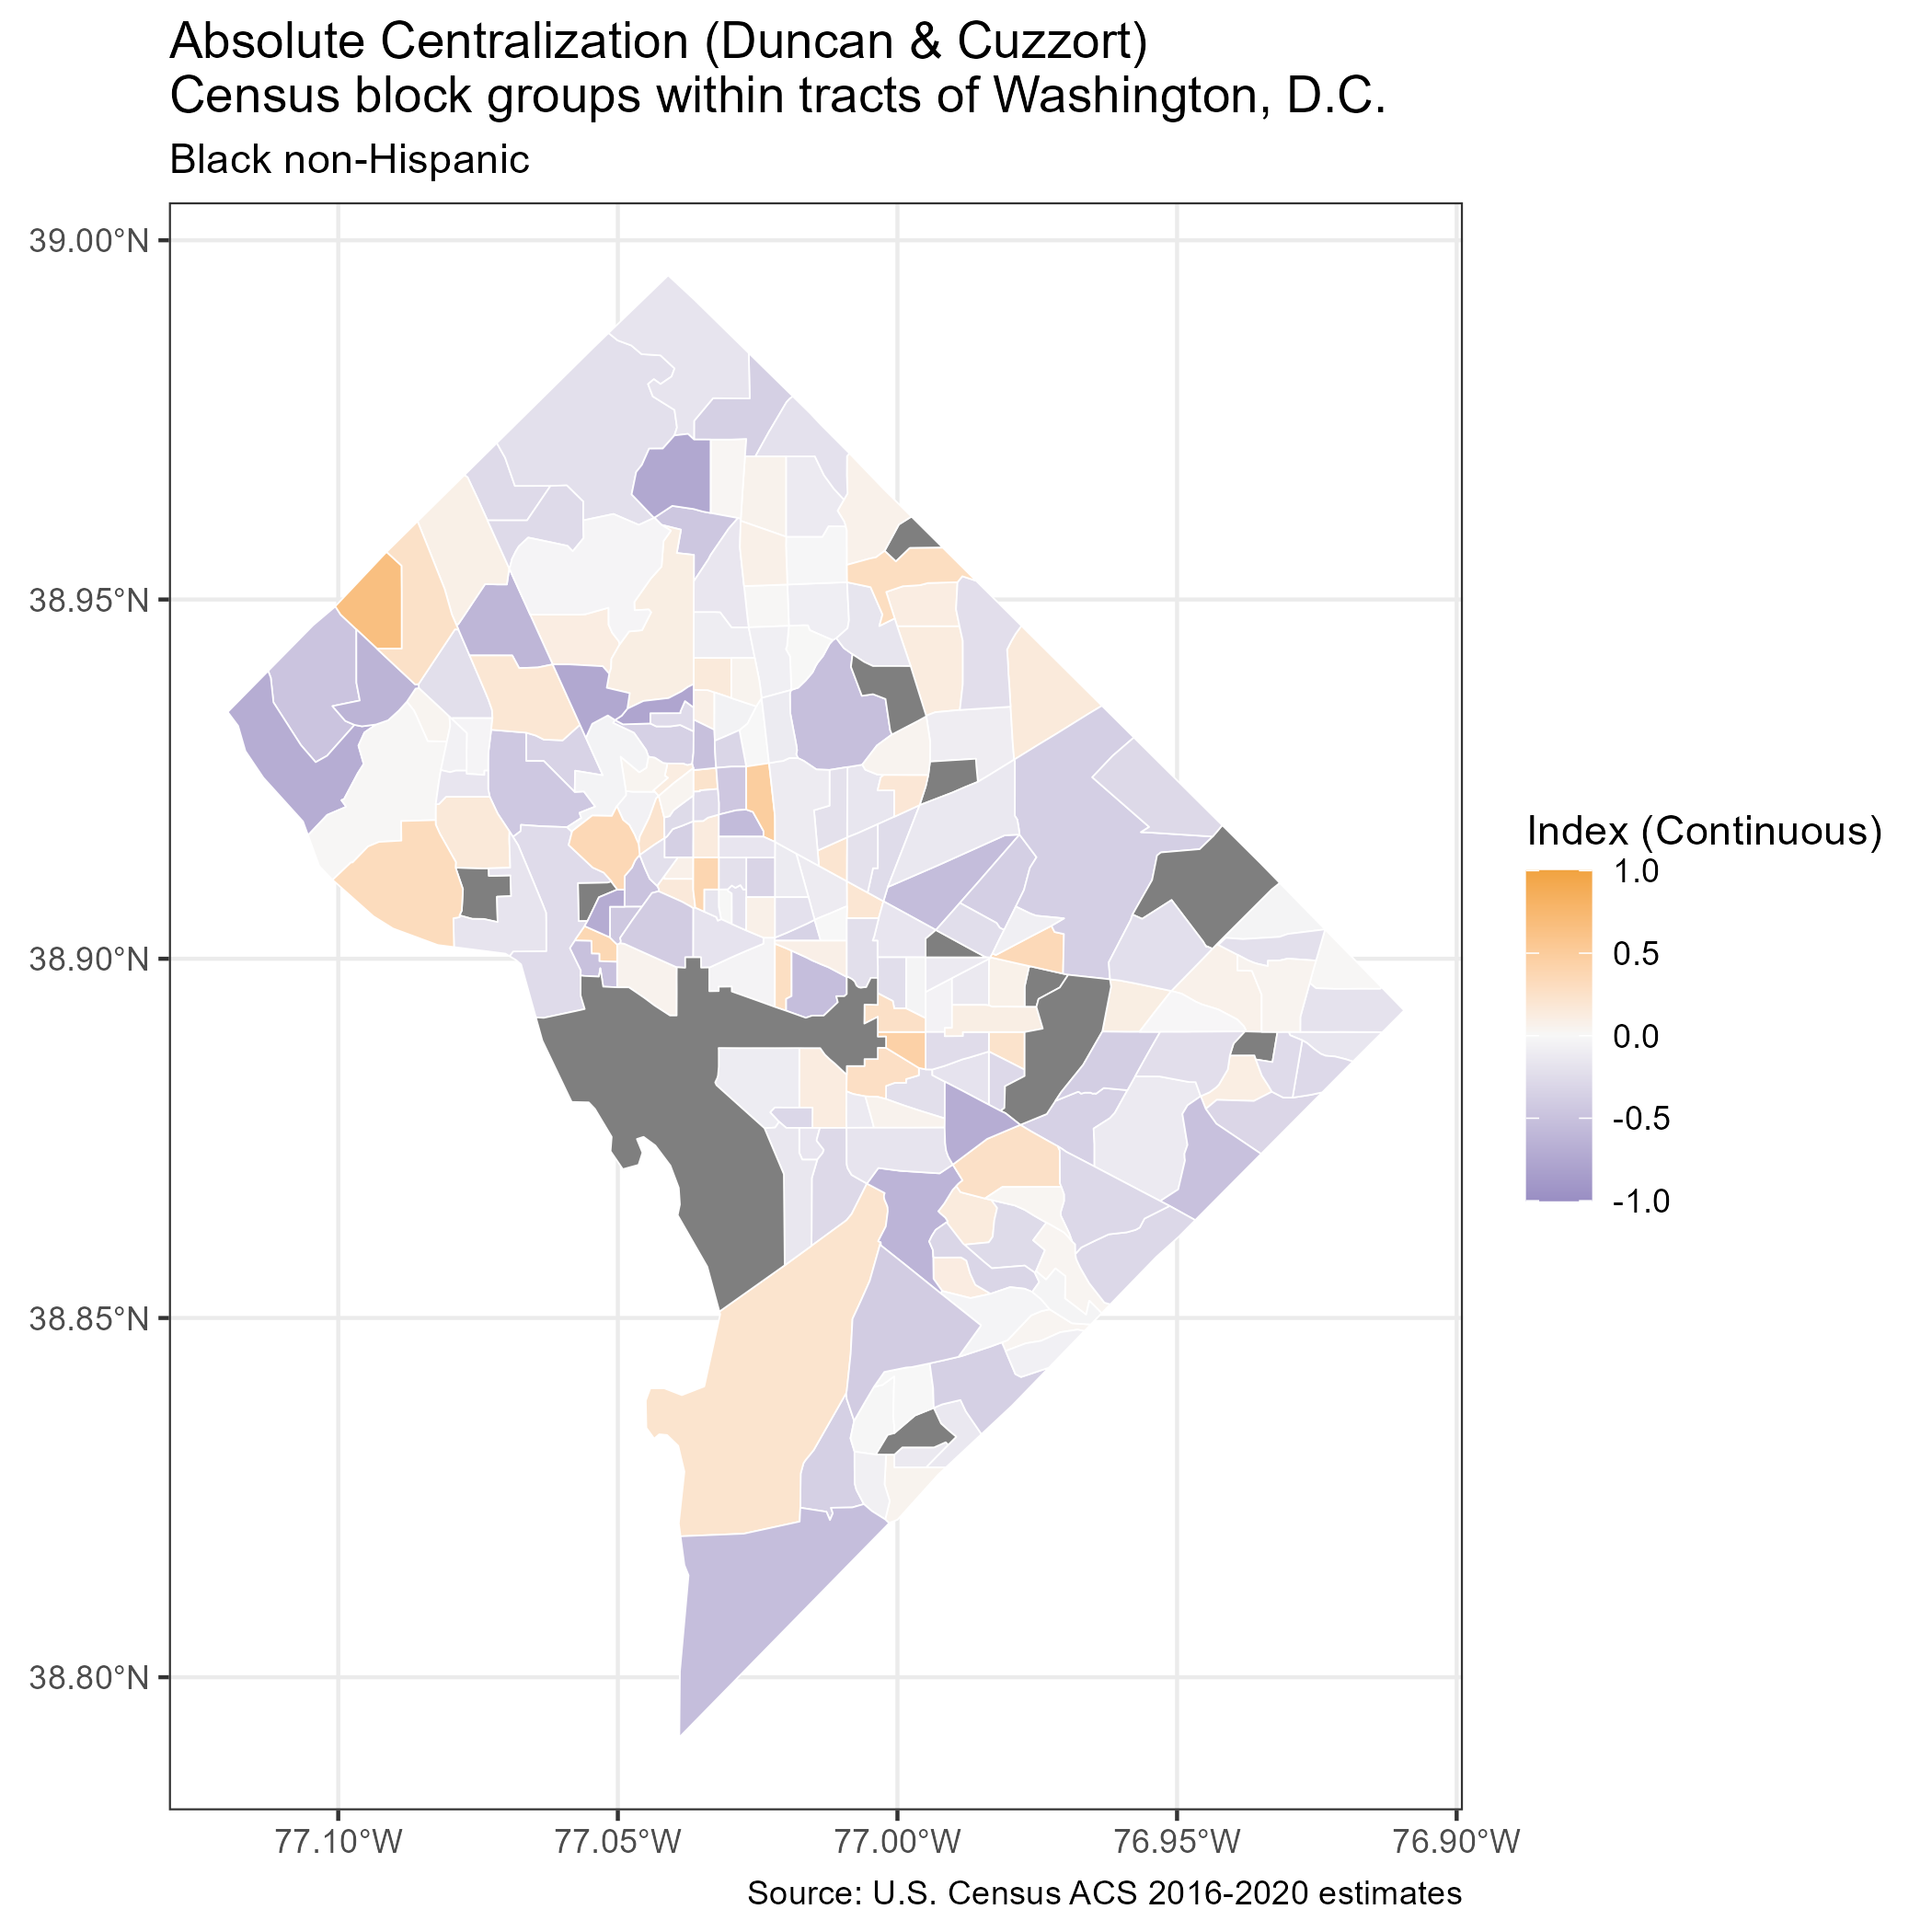 Absolute Centralization (Duncan & Cuzzort)
Census block groups within tracts of Washington, D.C.
Black non-Hispanic
39.00°N
38.95°N
38.90°N
38.85°N
38.80°N
77.10°W
77.05°W
77.00°W
76.95°W
76.90°W
Index (Continuous)
1.0
0.5
0.0
-0.5
-1.0
Source: U.S. Census ACS 2016-2020 estimates